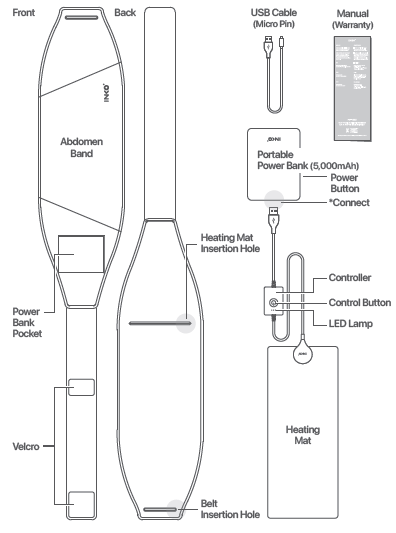 Front
Back
USB Cable
(Micro Pin)
Manual
(Warranty)
INKO
Abdomen
Band
Portable
Power Bank (5,000mAh)
Power
Button
*Connect
Heating Mat
Insertion Hole
Controller
Control Button
LED Lamp
Power
Bank
Pocket
Heating
Mat
Velcro
Belt
Insertion Hole